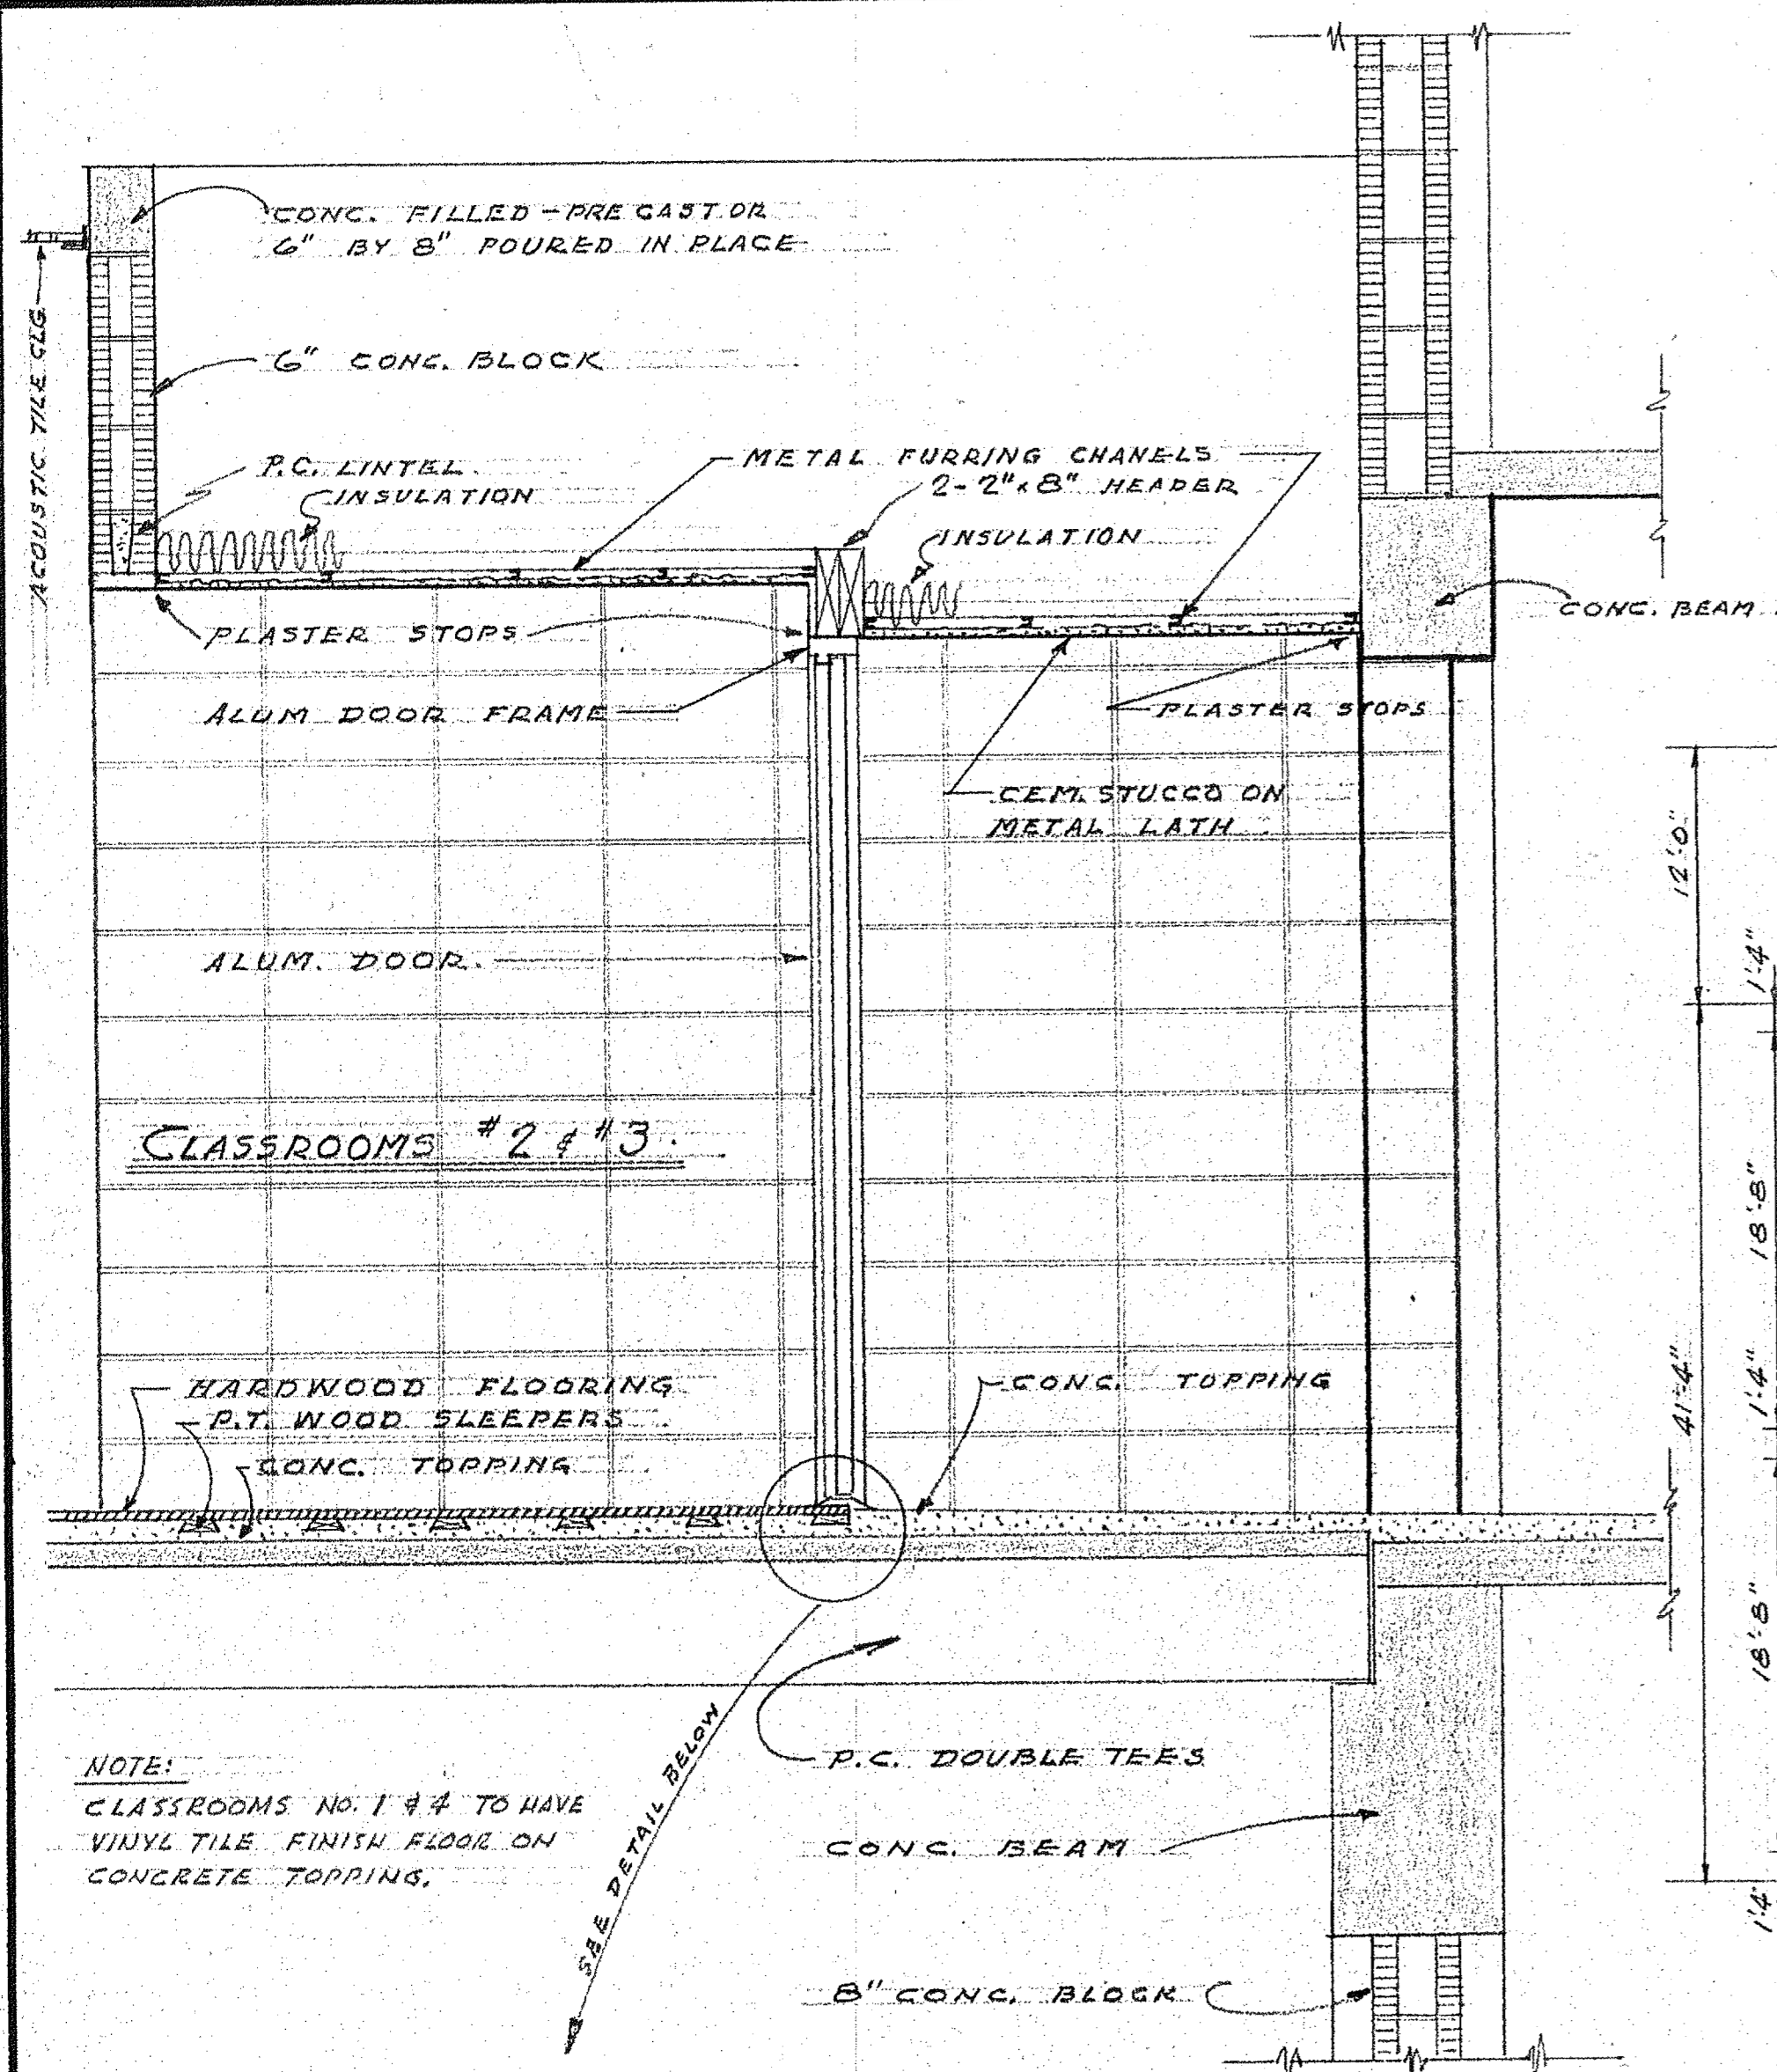 CONC. FILLED - PRE CAST OR
6" BY 8" POURED IN PLACE
ACOUSTIC TILE CLG.
6" CONC. BLOCK
P.C. LINTEL
INSULATION
METAL FURRING CHANELS
2-2"x8" HEADER
INSULATION
CONC. BEAM
PLASTER STOPS
ALUM DOOR FRAME
PLASTER STOPS
CEM. STUCCO ON
METAL LATH
ALUM. DOOR.
CLASSROOMS #2 & #3.
HARDWOOD FLOORING
P.T. WOOD SLEEPERS
CONC. TOPPING
CONC. TOPPING
12'-0"
1'-4"
18'-8"
41'-4"
1'-4"
18'-8"
1'4
P.C. DOUBLE TEES
SEE DETAIL BELOW
NOTE:
CLASSROOMS NO. 1 & 4 TO HAVE
VINYL TILE FINISH FLOOR ON
CONCRETE TOPPING.
CONC. BEAM
8" CONC. BLOCK